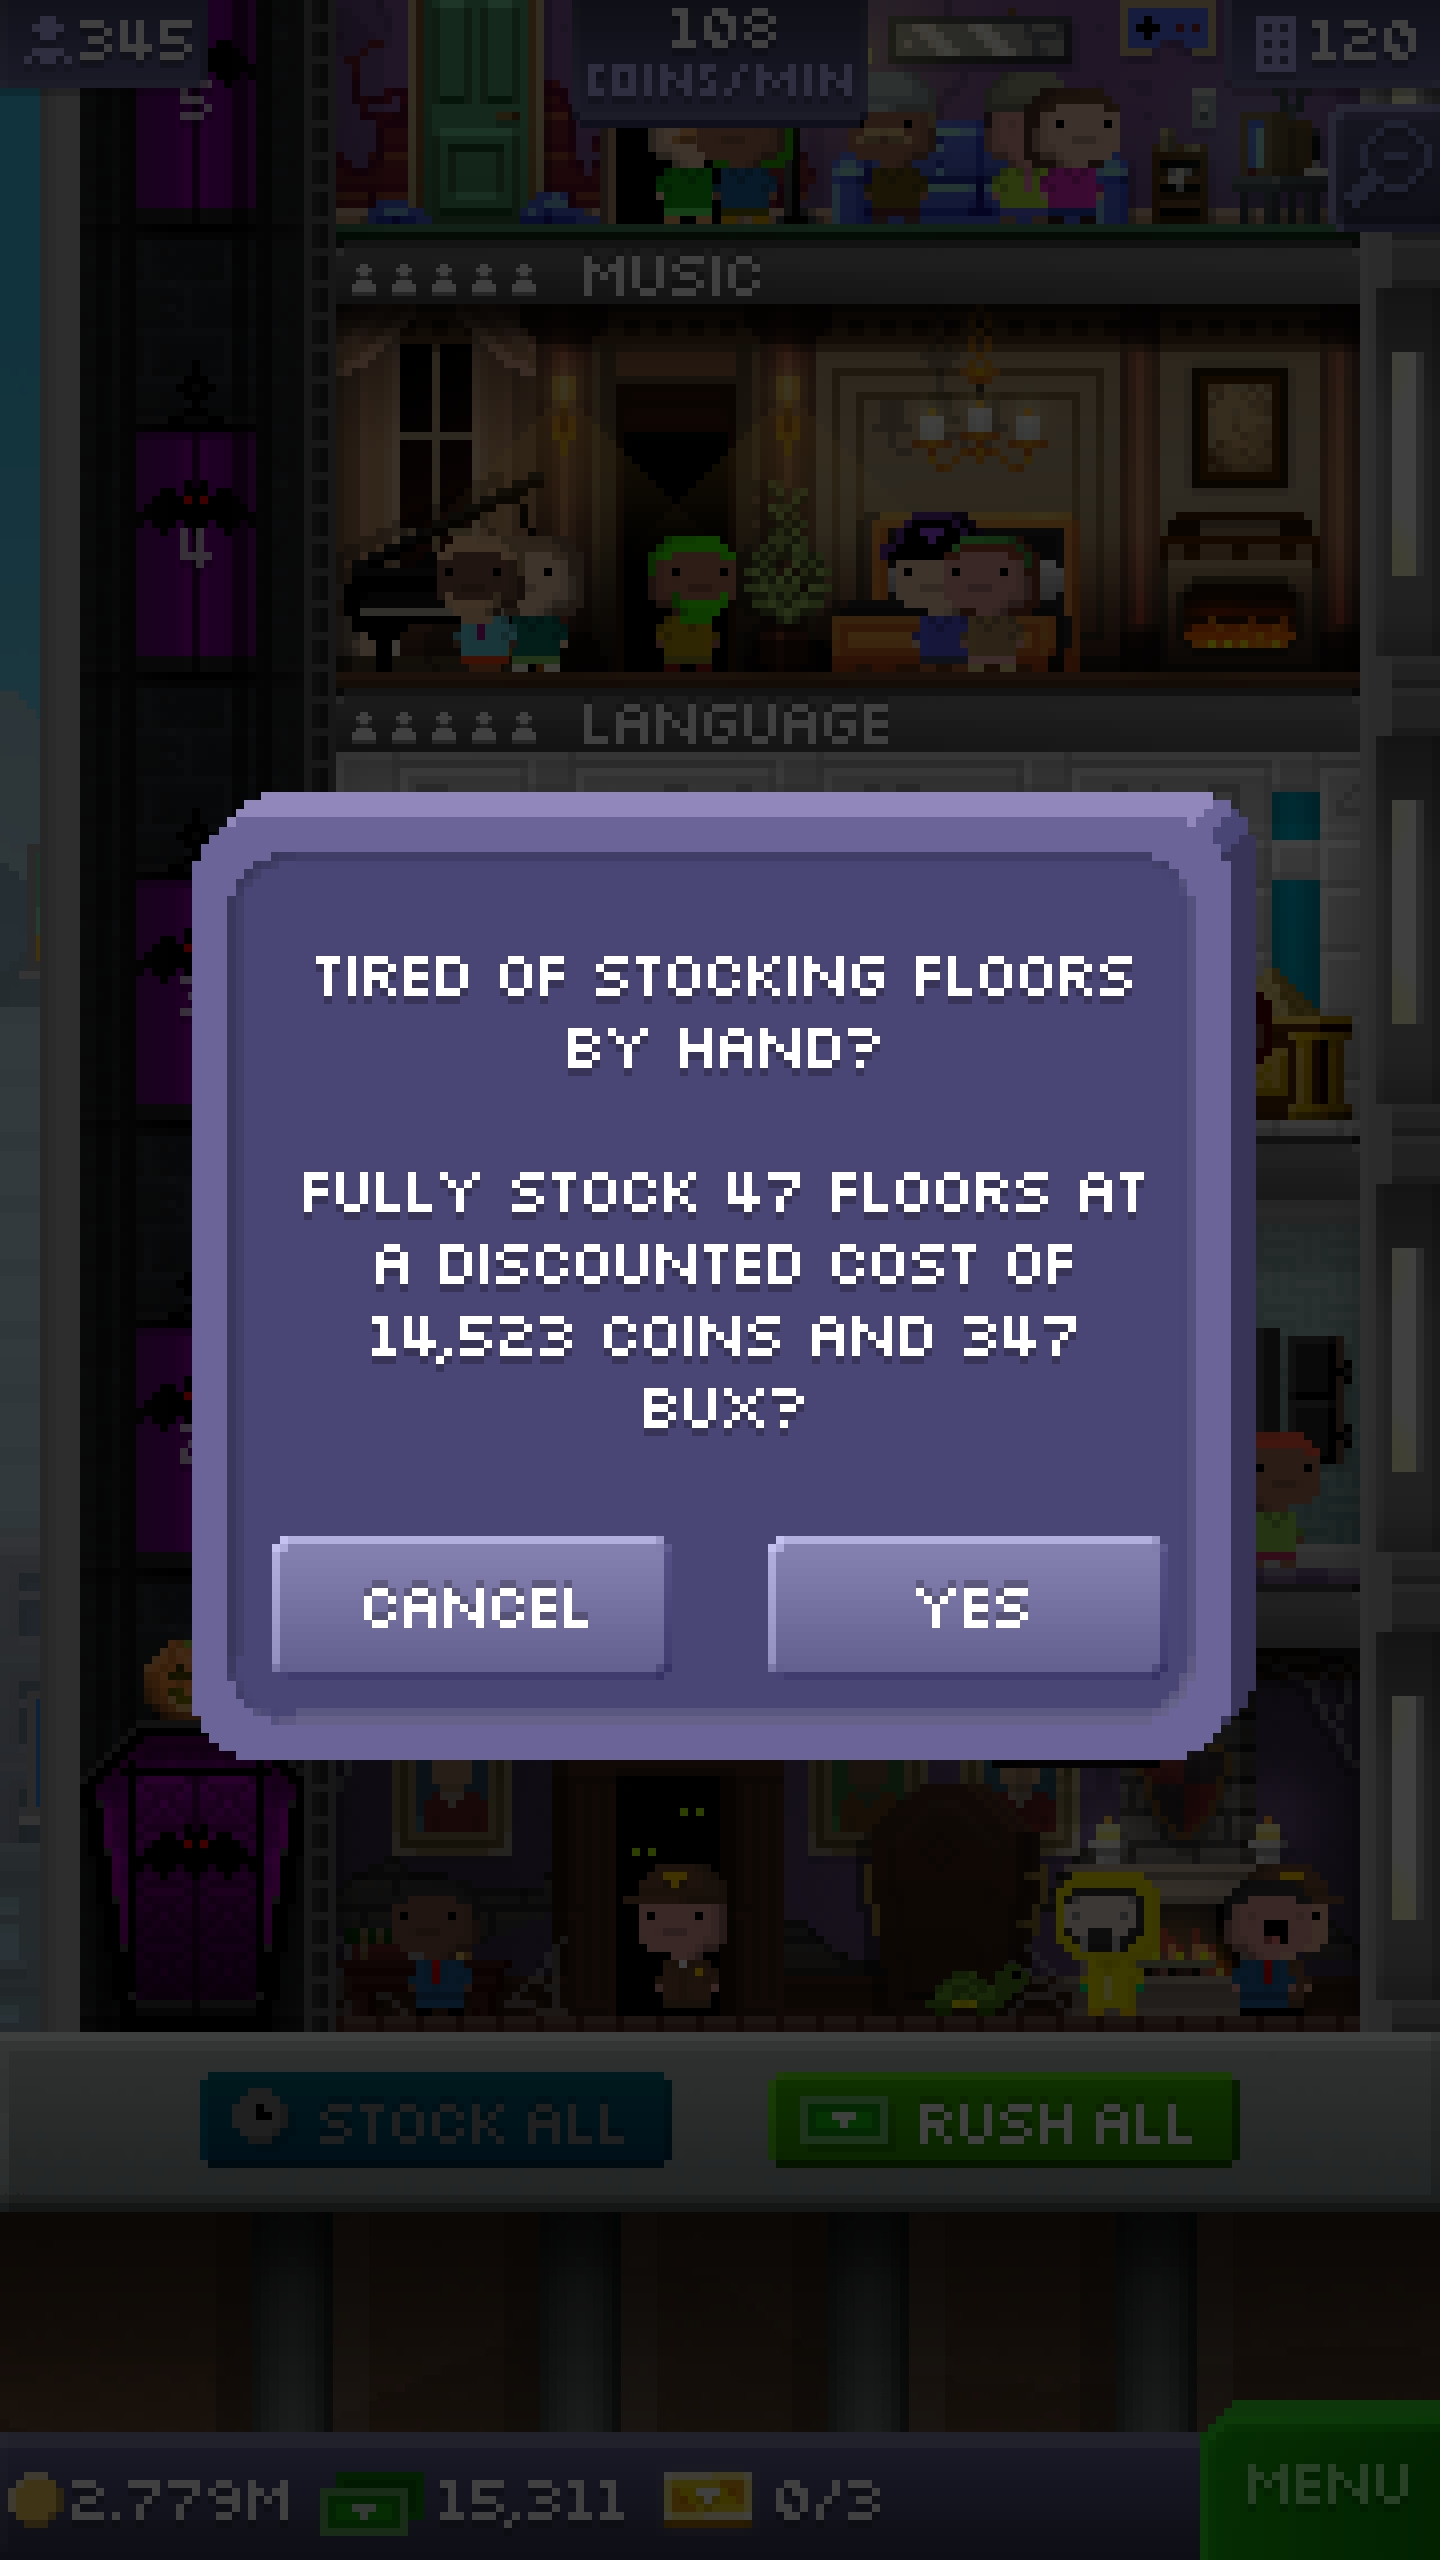 345
108
COINS/MIN
120
5
MUSIC
4
LANGUAGE
TIRED OF STOCKING FLOORS
BY HAND?
FULLY STOCK 47 FLOORS AT
A DISCOUNTED COST OF
14,523 COINS AND 347
BUX?
CANCEL
YES
STOCK ALL
RUSH ALL
2.779M
15,311
0/3
MENU